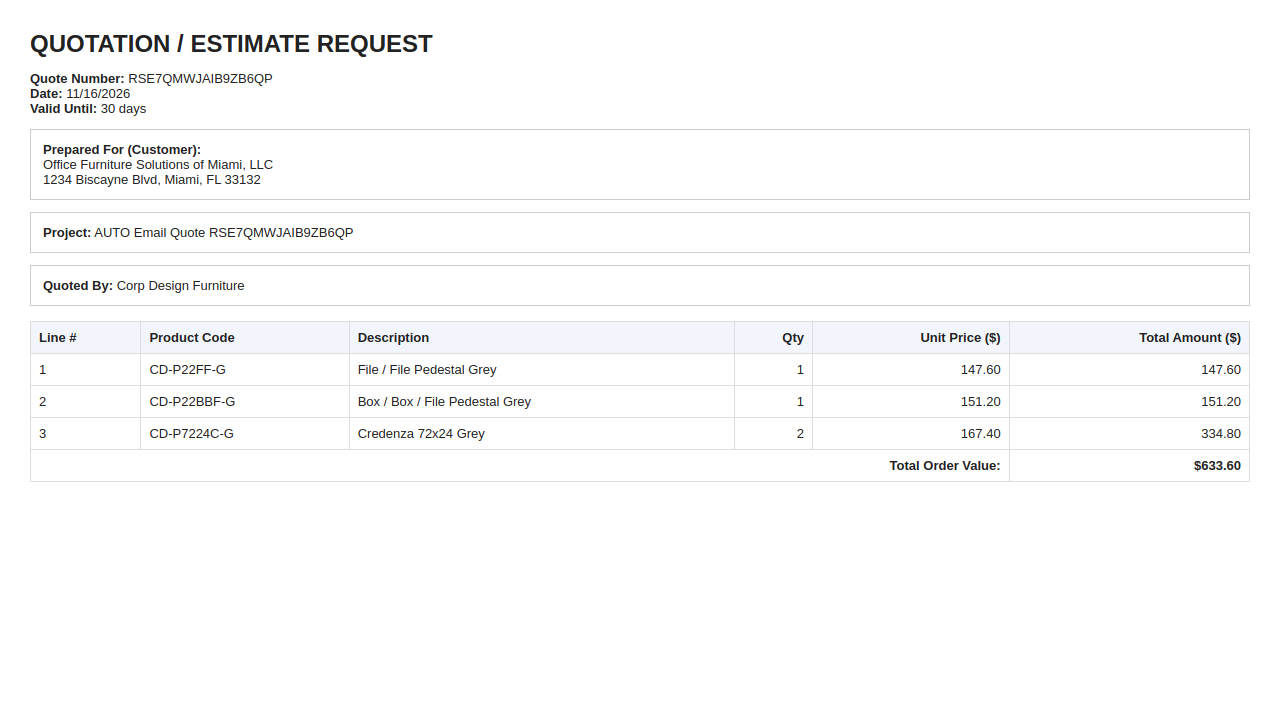 QUOTATION / ESTIMATE REQUEST
Quote Number: RSE7QMWJAIB9ZB6QP
Date: 11/16/2026
Valid Until: 30 days
Prepared For (Customer):
Office Furniture Solutions of Miami, LLC
1234 Biscayne Blvd, Miami, FL 33132
Project: AUTO Email Quote RSE7QMWJAIB9ZB6QP
Quoted By: Corp Design Furniture
Line # Product Code Description Qty Unit Price ($) Total Amount ($)
1 CD-P22FF-G File / File Pedestal Grey 1 147.60 147.60
2 CD-P22BBF-G Box / Box / File Pedestal Grey 1 151.20 151.20
3 CD-P7224C-G Credenza 72x24 Grey 2 167.40 334.80
Total Order Value: $633.60